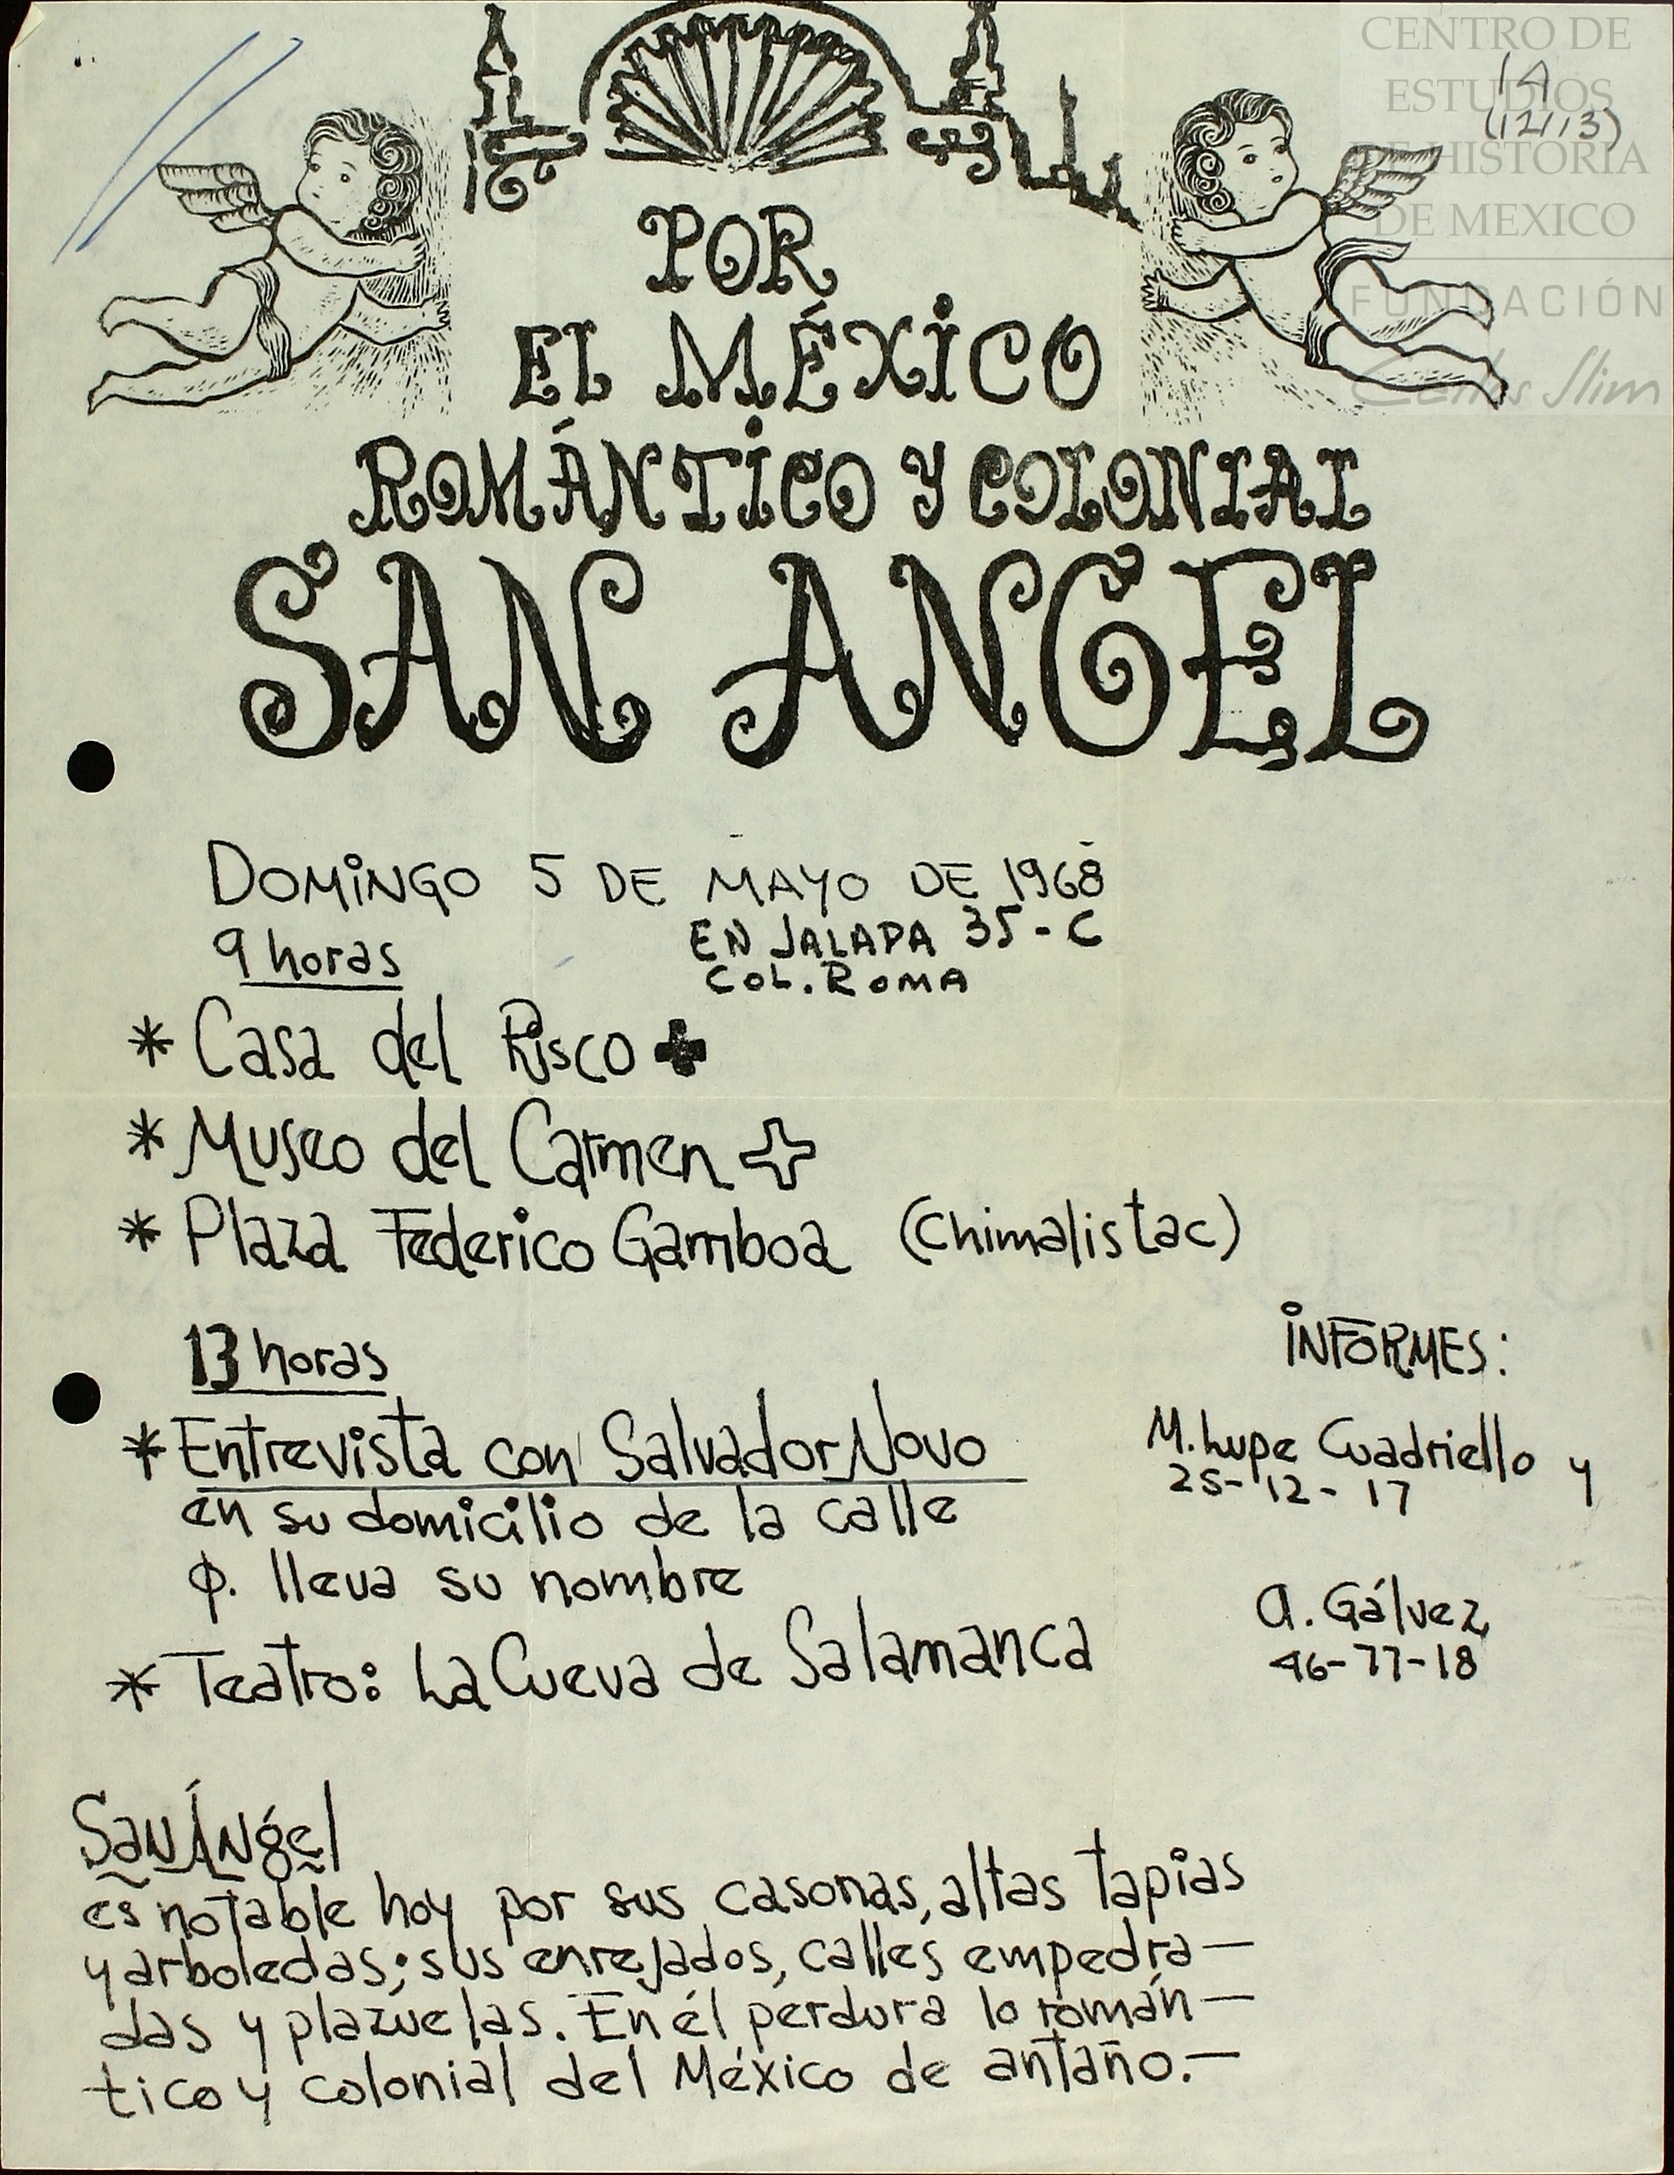 CENTRO DE
ESTUDIOS
DE HISTORIA
DE MEXICO
FUNDACIÓN
Carlos Slim
14
(12113)
POR
EL MÉXICO
ROMÁNTICO Y COLONIAL
SAN ANGEL
DOMINGO 5 DE MAYO DE 1968
9 horas
EN JALAPA 35-C
COL. ROMA
* Casa del Risco
* Museo del Carmen
* Plaza Federico Gamboa (Chimalistac)
13 horas
* Entrevista con Salvador Novo
en su domicilio de la calle
q. lleva su nombre
* Teatro: La Cueva de Salamanca
INFORMES:
M. Lupe Cuadriello y
25-12-17
A. Gálvez
46-77-18
San Ángel
es notable hoy por sus casonas, altas tapias
y arboledas; sus enrejados, calles empedra-
das y plazuelas. En él perdura lo román-
tico y colonial del México de antaño.-